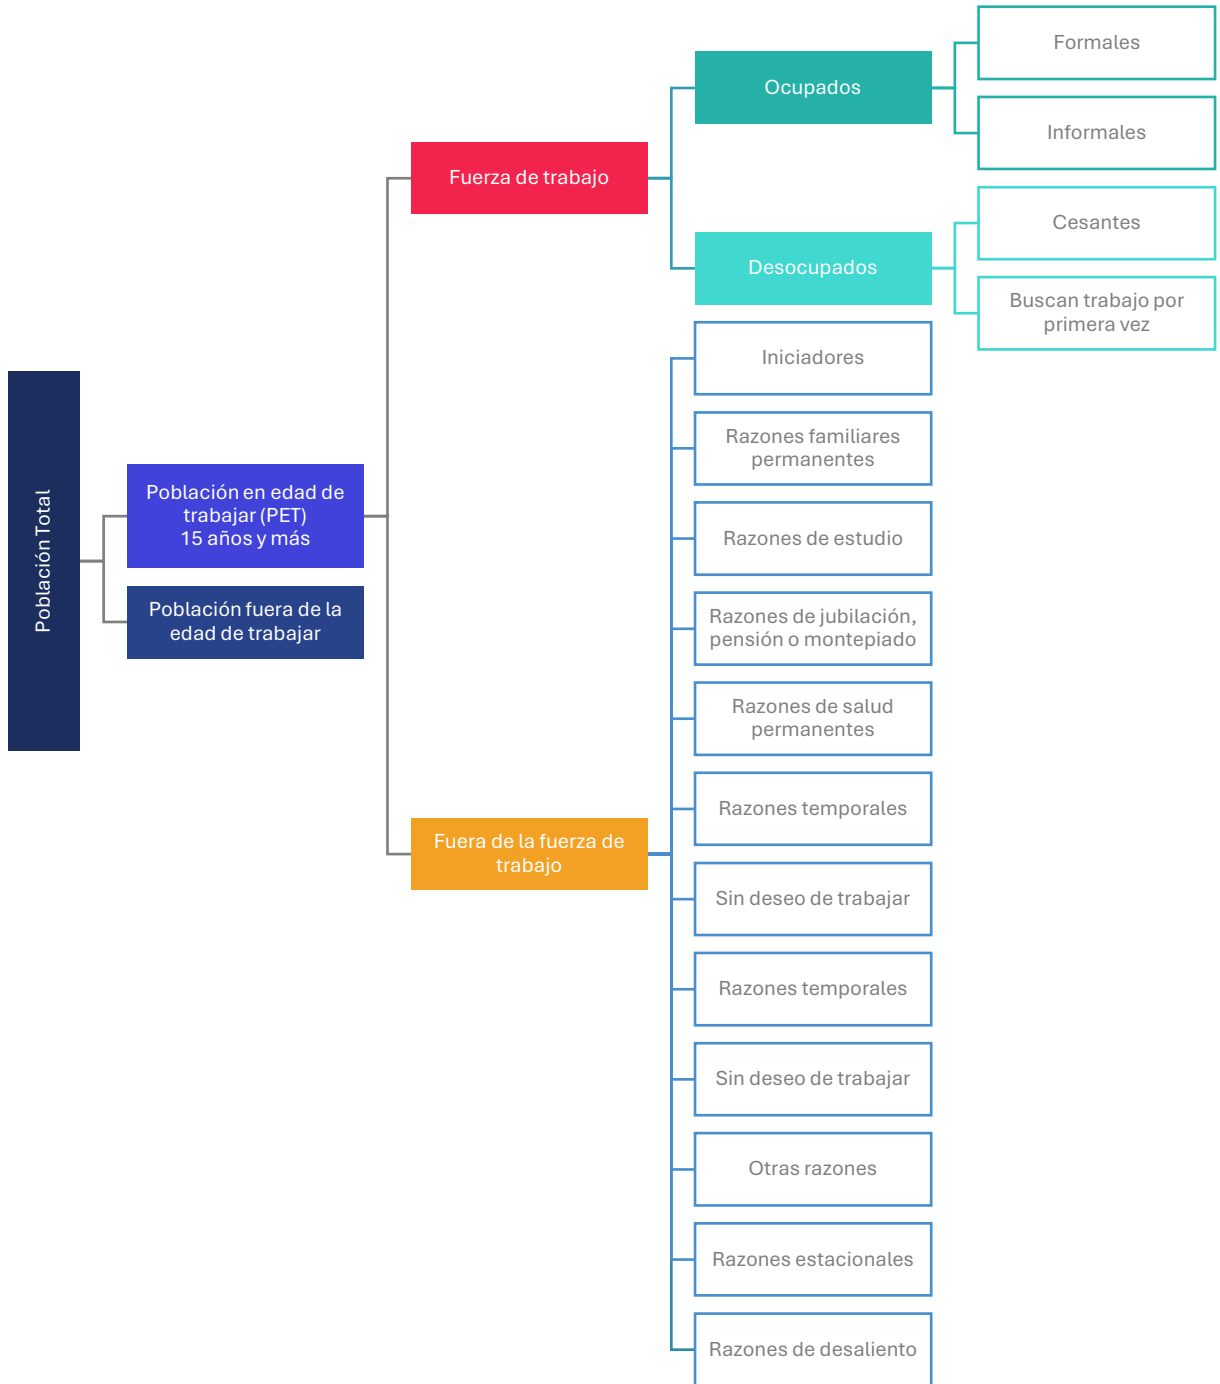 Población Total
Población en edad de
trabajar (PET)
15 años y más
Población fuera de la
edad de trabajar
Fuerza de trabajo
Ocupados
Formales
Informales
Desocupados
Cesantes
Buscan trabajo por
primera vez
Fuera de la fuerza de
trabajo
Iniciadores
Razones familiares
permanentes
Razones de estudio
Razones de jubilación,
pensión o montepiado
Razones de salud
permanentes
Razones temporales
Sin deseo de trabajar
Razones temporales
Sin deseo de trabajar
Otras razones
Razones estacionales
Razones de desaliento